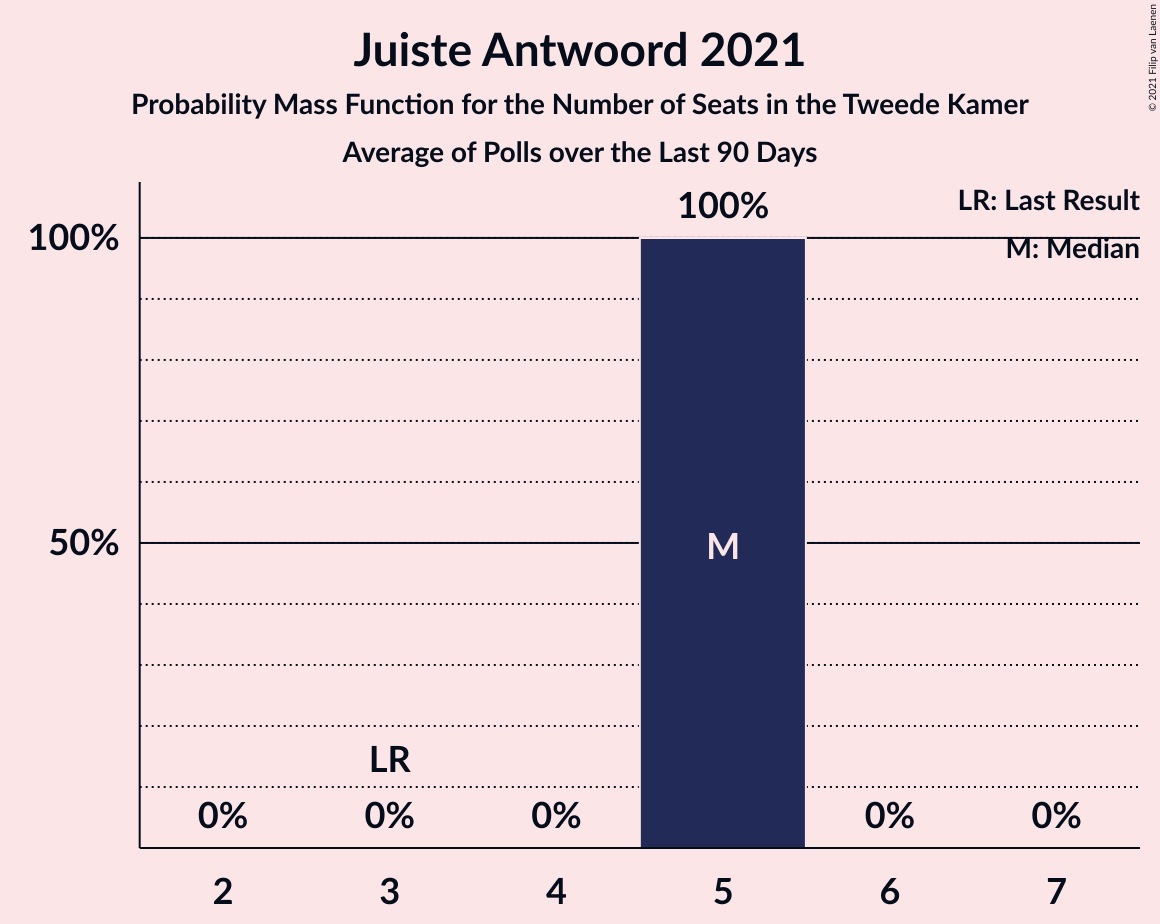 Juiste Antwoord 2021
Probability Mass Function for the Number of Seats in the Tweede Kamer
Average of Polls over the Last 90 Days
© 2021 Filip van Laenen
LR: Last Result
M: Median
100%
100%
50%
M
LR
0%
0%
0%
0%
0%
2
3
4
5
6
7